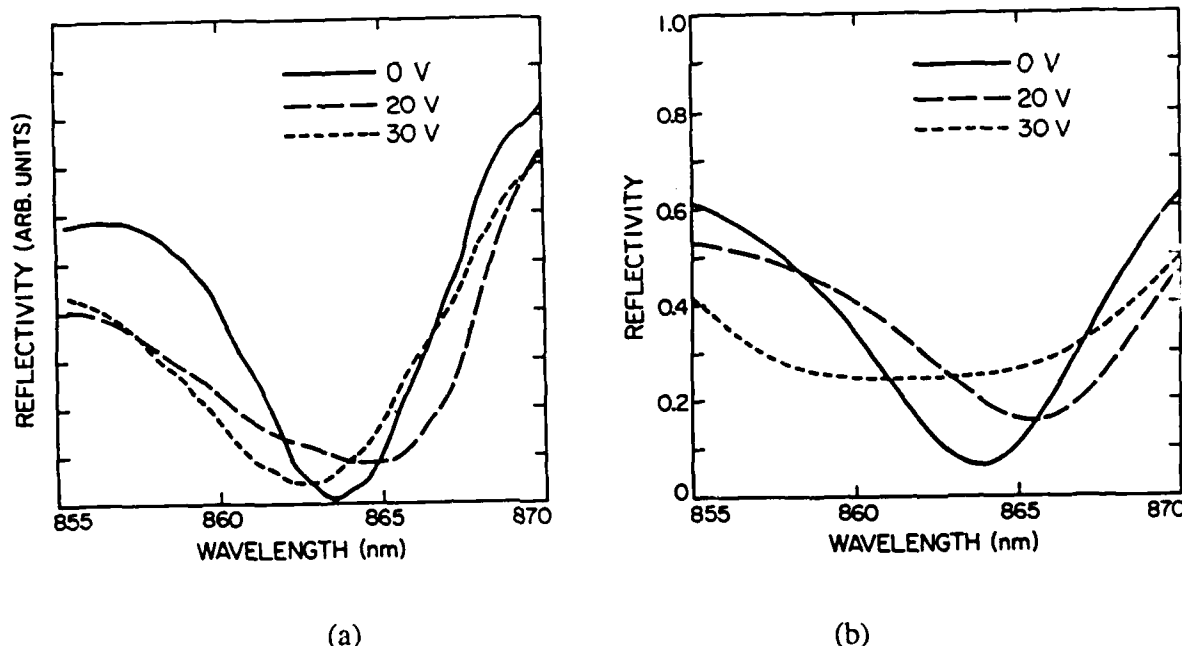 REFLECTIVITY (ARB. UNITS)
0 V
20 V
30 V
855
860
865
870
WAVELENGTH (nm)
(a)
REFLECTIVITY
1.0
0.8
0.6
0.4
0.2
0
0 V
20 V
30 V
855
860
865
870
WAVELENGTH (nm)
(b)